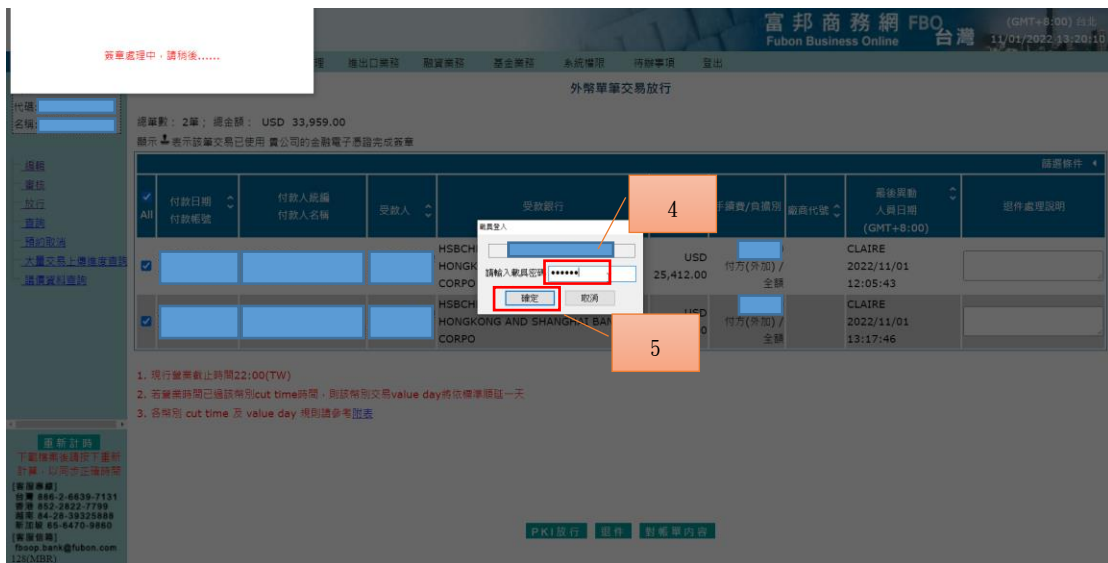 簽章處理中，請稍後......
富邦商務網 FBO
Fubon Business Online
台灣
(GMT+8:00) 台北
11/01/2022 13:20:10
理 進出口業務 融資業務 基金業務 系統權限 待辦事項 登出
外幣單筆交易放行
代碼:
名稱:
總筆數： 2筆； 總金額： USD 33,959.00
顯示 表示該筆交易已使用 貴公司的金融電子憑證完成簽章
編輯
覆核
放行
查詢
預約取消
大量交易上傳進度查詢
議價資料查詢
篩選條件
All
付款日期
付款帳號
付款人統編
付款人名稱
受款人
受款銀行
手續費/負擔別
廠商代號
最後異動
人員日期
(GMT+8:00)
退件處理說明
HSBCH
HONGK
CORPO
USD
25,412.00
付方(外加) /
全額
CLAIRE
2022/11/01
12:05:43
HSBCH
HONGKONG AND SHANGHAI BAN
CORPO
USD
0
付方(外加) /
全額
CLAIRE
2022/11/01
13:17:46
載具登入
請輸入載具密碼 ••••••
確定 取消
4
5
1. 現行營業截止時間22:00(TW)
2. 若營業時間已過該幣別cut time時間，則該幣別交易value day將依標準順延一天
3. 各幣別 cut time 及 value day 規則請參考附表
重新計時
下載檔案後請按下重新
計算，以同步正確時間
[客服專線]
台灣 886-2-6639-7131
香港 852-2822-7799
越南 84-28-39325888
新加坡 65-6470-9860
[客服信箱]
fboop.bank@fubon.com
128(MBR)
PKI放行 退件 對帳單內容